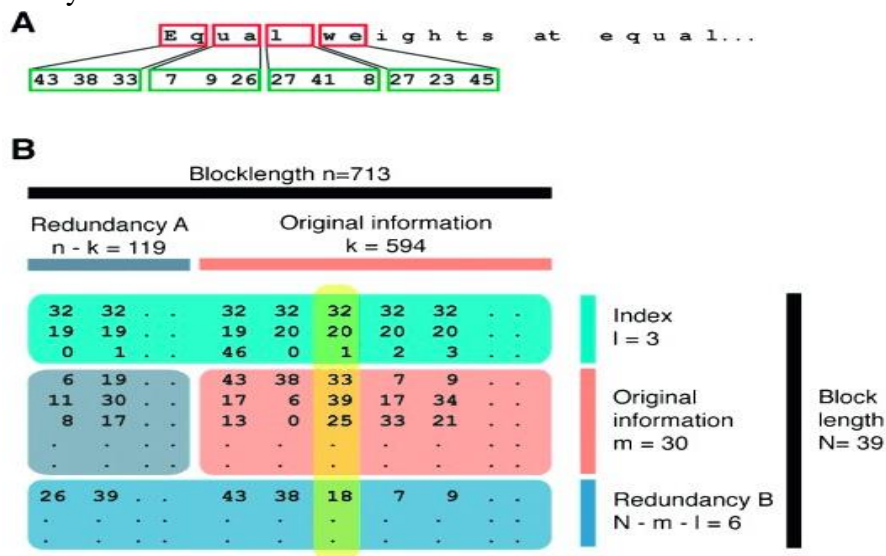 A
E q u a l   w e i g h t s   at   e q u a l...
43 38 33 7 9 26 27 41 8 27 23 45
B
Blocklength n=713
Redundancy A
n - k = 119
Original information
k = 594
32 32 . . 32 32 32 32 32 . .
19 19 . . 19 20 20 20 20 . .
0 1 . . 46 0 1 2 3 . .
Index
l = 3
6 19 . . 43 38 33 7 9 . .
11 30 . . 17 6 39 17 34 . .
8 17 . . 13 0 25 33 21 . .
. . . . . . . . . . .
. . . . . . . . . . .
Original
information
m = 30
26 39 . . 43 38 18 7 9 . .
. . . . . . . . . . .
. . . . . . . . . . .
Redundancy B
N - m - l = 6
Block
length
N= 39